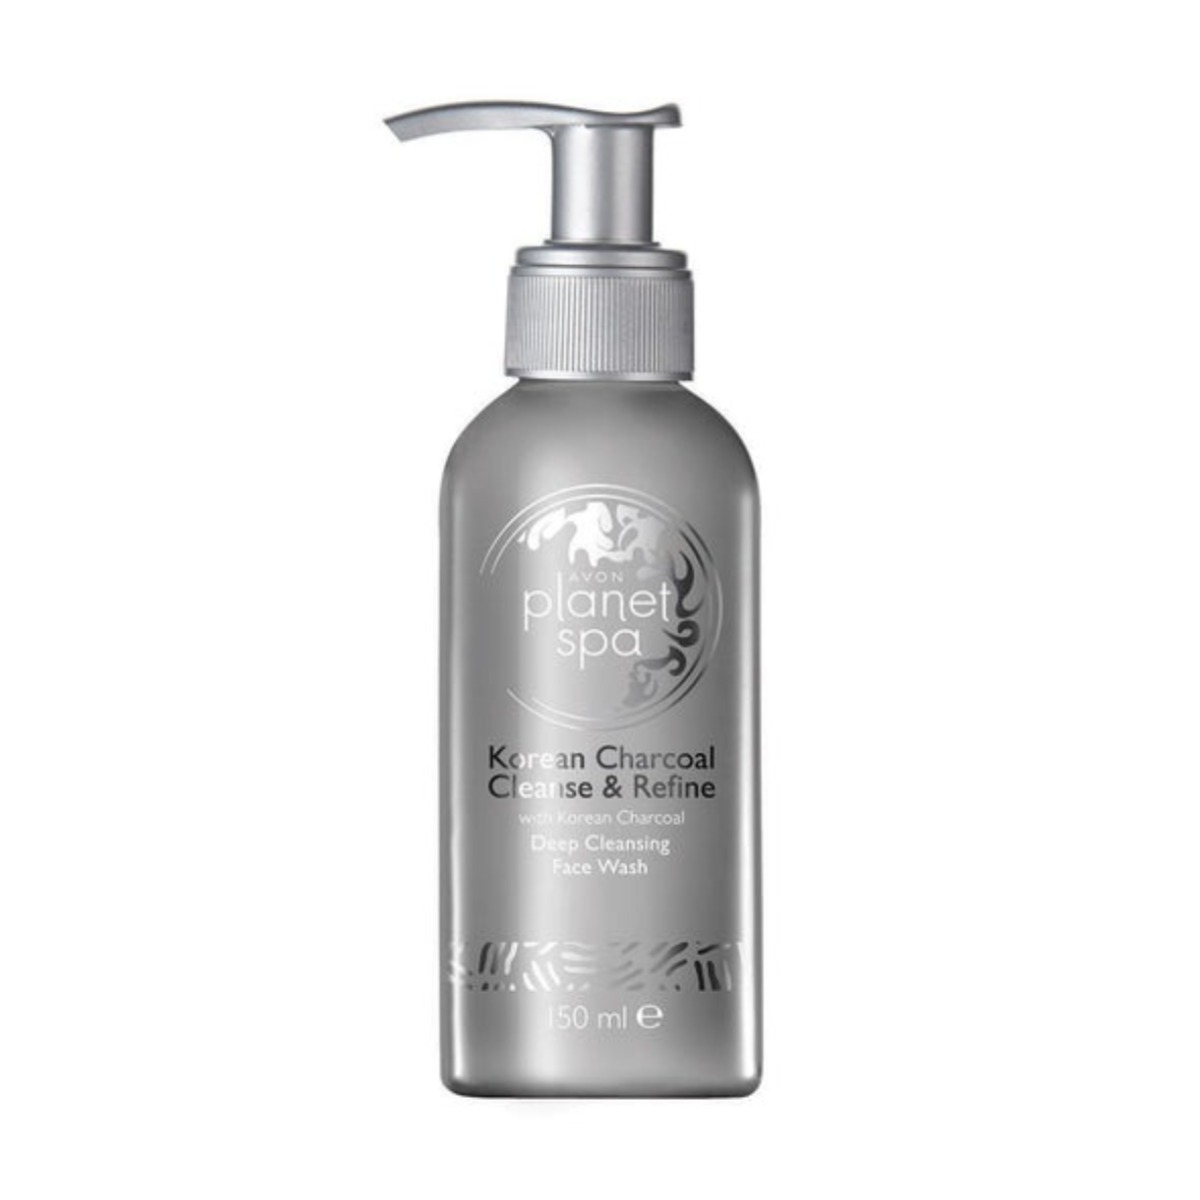 AVON
planet
spa
Korean Charcoal
Cleanse & Refine
with Korean Charcoal
Deep Cleansing
Face Wash
150 ml ℮